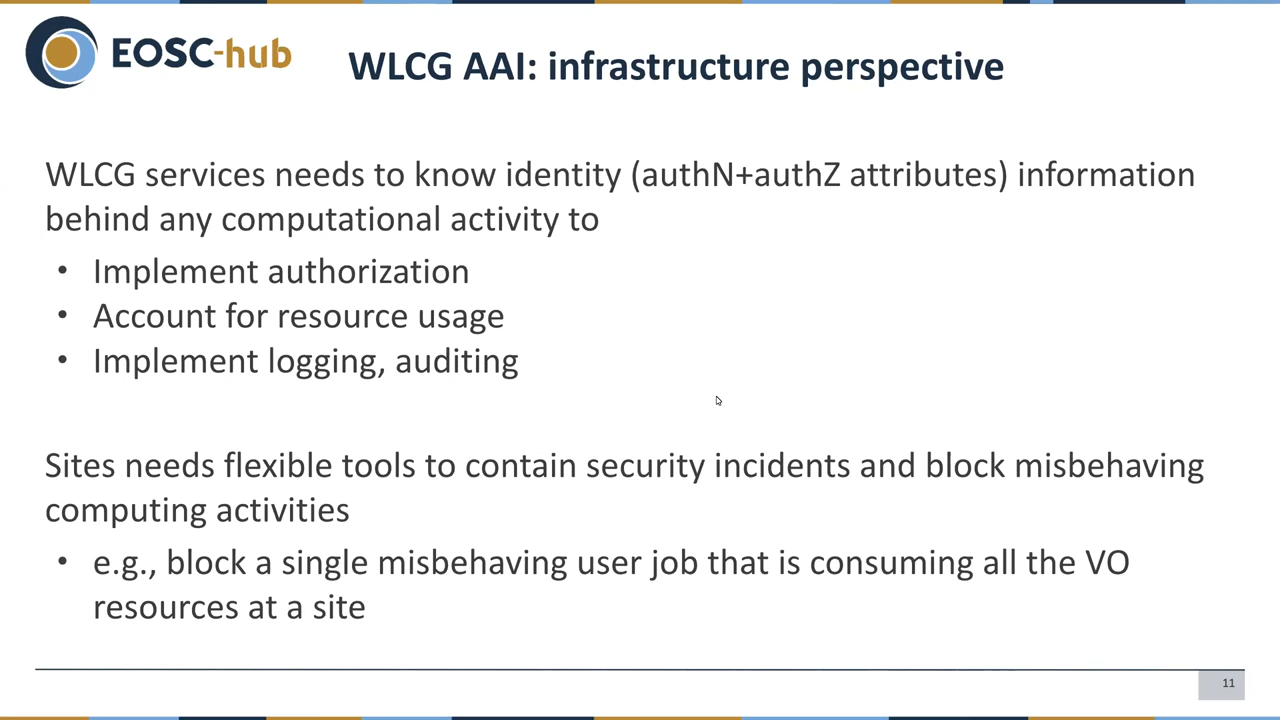 EOSC-hub
WLCG AAI: infrastructure perspective
WLCG services needs to know identity (authN+authZ attributes) information
behind any computational activity to
• Implement authorization
• Account for resource usage
• Implement logging, auditing
Sites needs flexible tools to contain security incidents and block misbehaving
computing activities
• e.g., block a single misbehaving user job that is consuming all the VO
resources at a site
11